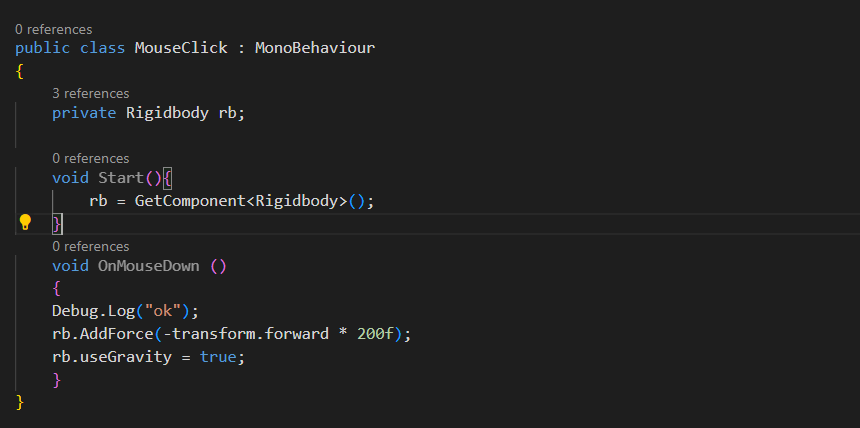 0 references
public class MouseClick : MonoBehaviour
{
3 references
private Rigidbody rb;
0 references
void Start(){
rb = GetComponent<Rigidbody>();
}
0 references
void OnMouseDown ()
{
Debug.Log("ok");
rb.AddForce(-transform.forward * 200f);
rb.useGravity = true;
}
}